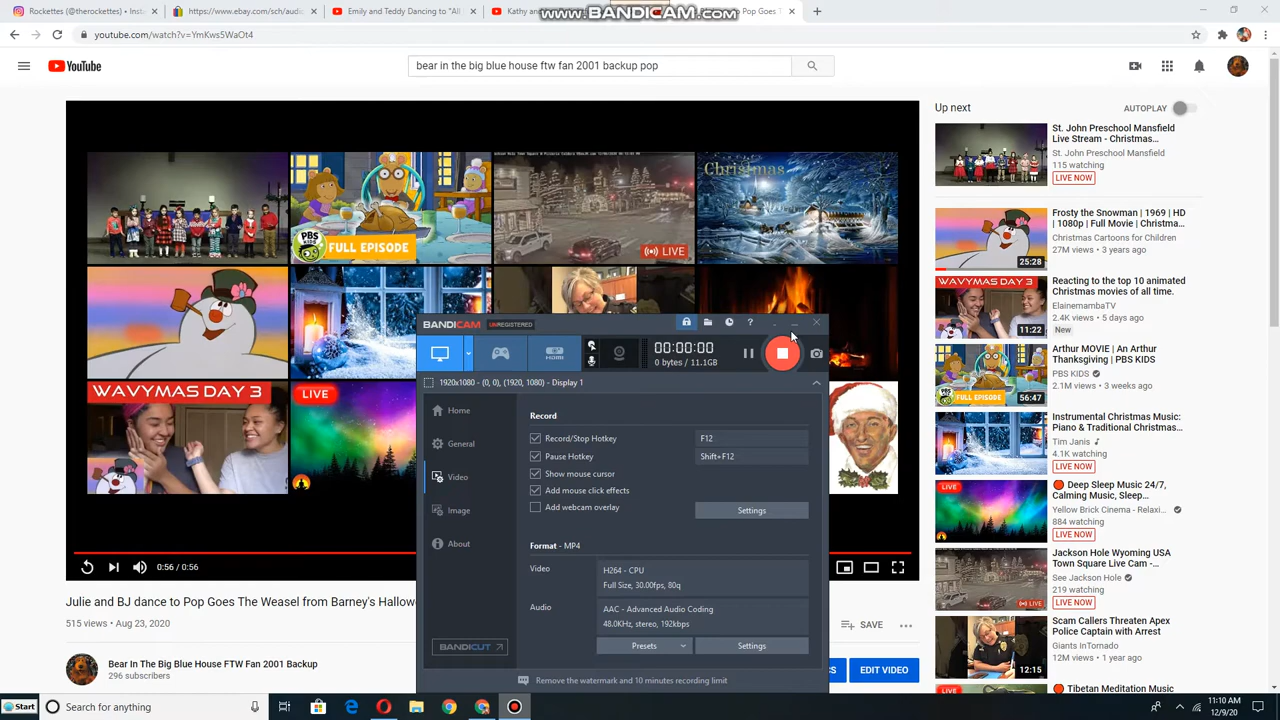 Rockettes (@therockettes) • Inst
https://www.ebay.com/sch/audio
Emily and Teddy Dancing to "All
Kathy an
Pop Goes T
WWW.BANDICAM.COM
youtube.com/watch?v=YmKws5WaOt4
YouTube
bear in the big blue house ftw fan 2001 backup pop
Up next
AUTOPLAY
Christmas
PBS KIDS
FULL EPISODE
LIVE
WAVYMAS DAY 3
LIVE
St. John Preschool Mansfield
Live Stream - Christmas...
St. John Preschool Mansfield
115 watching
LIVE NOW
25:28
Frosty the Snowman | 1969 | HD
| 1080p | Full Movie | Christma...
Christmas Cartoons for Children
27M views • 3 years ago
WAVYMAS DAY 3
11:22
Reacting to the top 10 animated
Christmas movies of all time.
ElainemambaTV
2.4K views • 5 days ago
New
56:47
Arthur MOVIE | An Arthur
Thanksgiving | PBS KIDS
PBS KIDS
2.1M views • 3 weeks ago
Instrumental Christmas Music:
Piano & Traditional Christmas...
Tim Janis
4.1K watching
LIVE NOW
LIVE
Deep Sleep Music 24/7,
Calming Music, Sleep...
Yellow Brick Cinema - Relaxi...
884 watching
LIVE NOW
Jackson Hole Wyoming USA
Town Square Live Cam -...
See Jackson Hole
219 watching
LIVE NOW
12:15
Scam Callers Threaten Apex
Police Captain with Arrest
Giants InTornado
12M views • 1 year ago
Tibetan Meditation Music
BANDICAM
UNREGISTERED
HDMI
00:00:00
0 bytes / 11.1GB
1920x1080 - (0, 0), (1920, 1080) - Display 1
Home
General
Video
Image
About
BANDICUT
Record
Record/Stop Hotkey
F12
Pause Hotkey
Shift+F12
Show mouse cursor
Add mouse click effects
Add webcam overlay
Settings
Format - MP4
Video
H264 - CPU
Full Size, 30.00fps, 80q
Audio
AAC - Advanced Audio Coding
48.0KHz, stereo, 192kbps
Presets
Settings
Remove the watermark and 10 minutes recording limit
0:56 / 0:56
Julie and BJ dance to Pop Goes The Weasel from Barney's Hallow
515 views • Aug 23, 2020
SAVE
Bear In The Big Blue House FTW Fan 2001 Backup
296 subscribers
CS
EDIT VIDEO
Start
Search for anything
11:10 AM
12/9/20